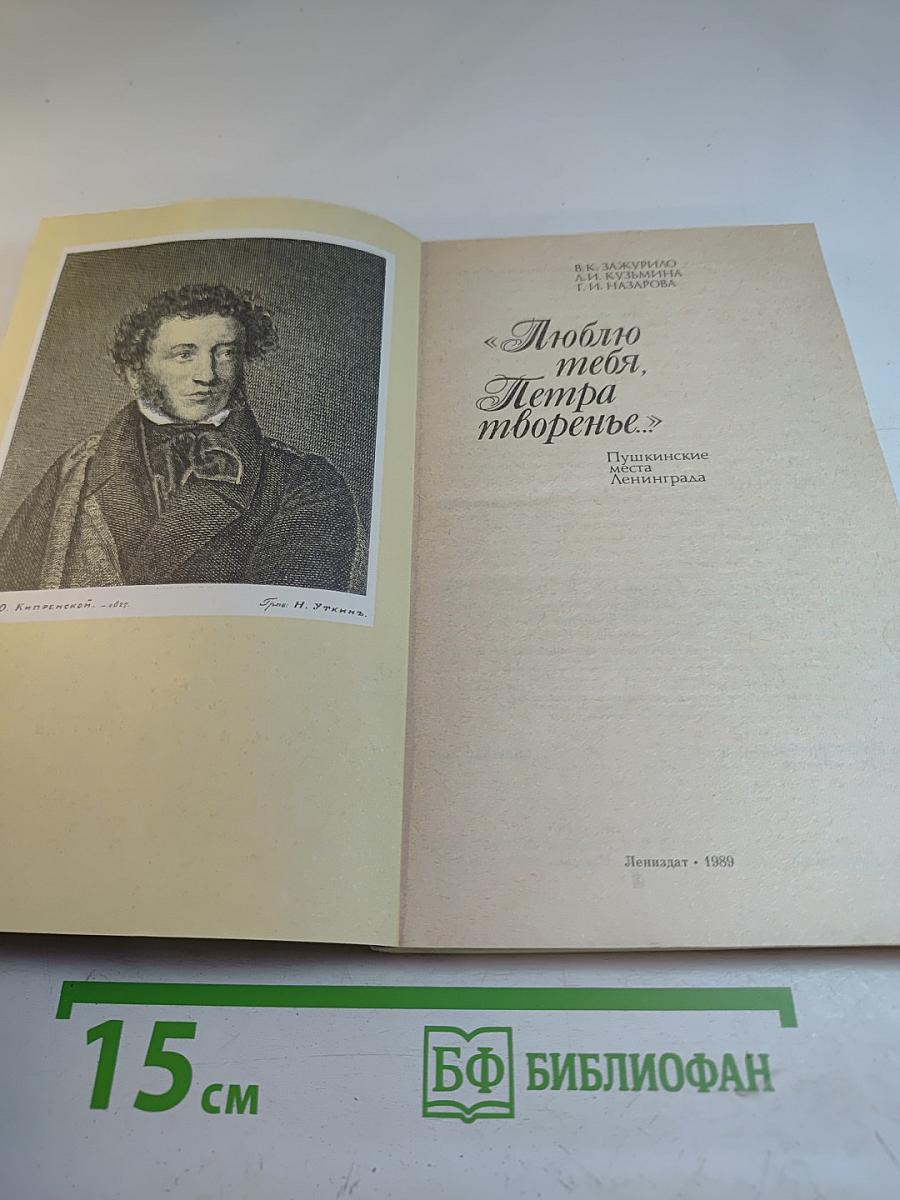 О. Кипренской. – 1827.
Грав: Н. Уткинъ.
В. К. ЗАЖУРИЛО
Л. И. КУЗЬМИНА
Г. И. НАЗАРОВА
«Люблю
тебя,
Петра
творенье...»
Пушкинские
места
Ленинграда
Лениздат • 1989
15 см
БФ БИБЛИОФАН